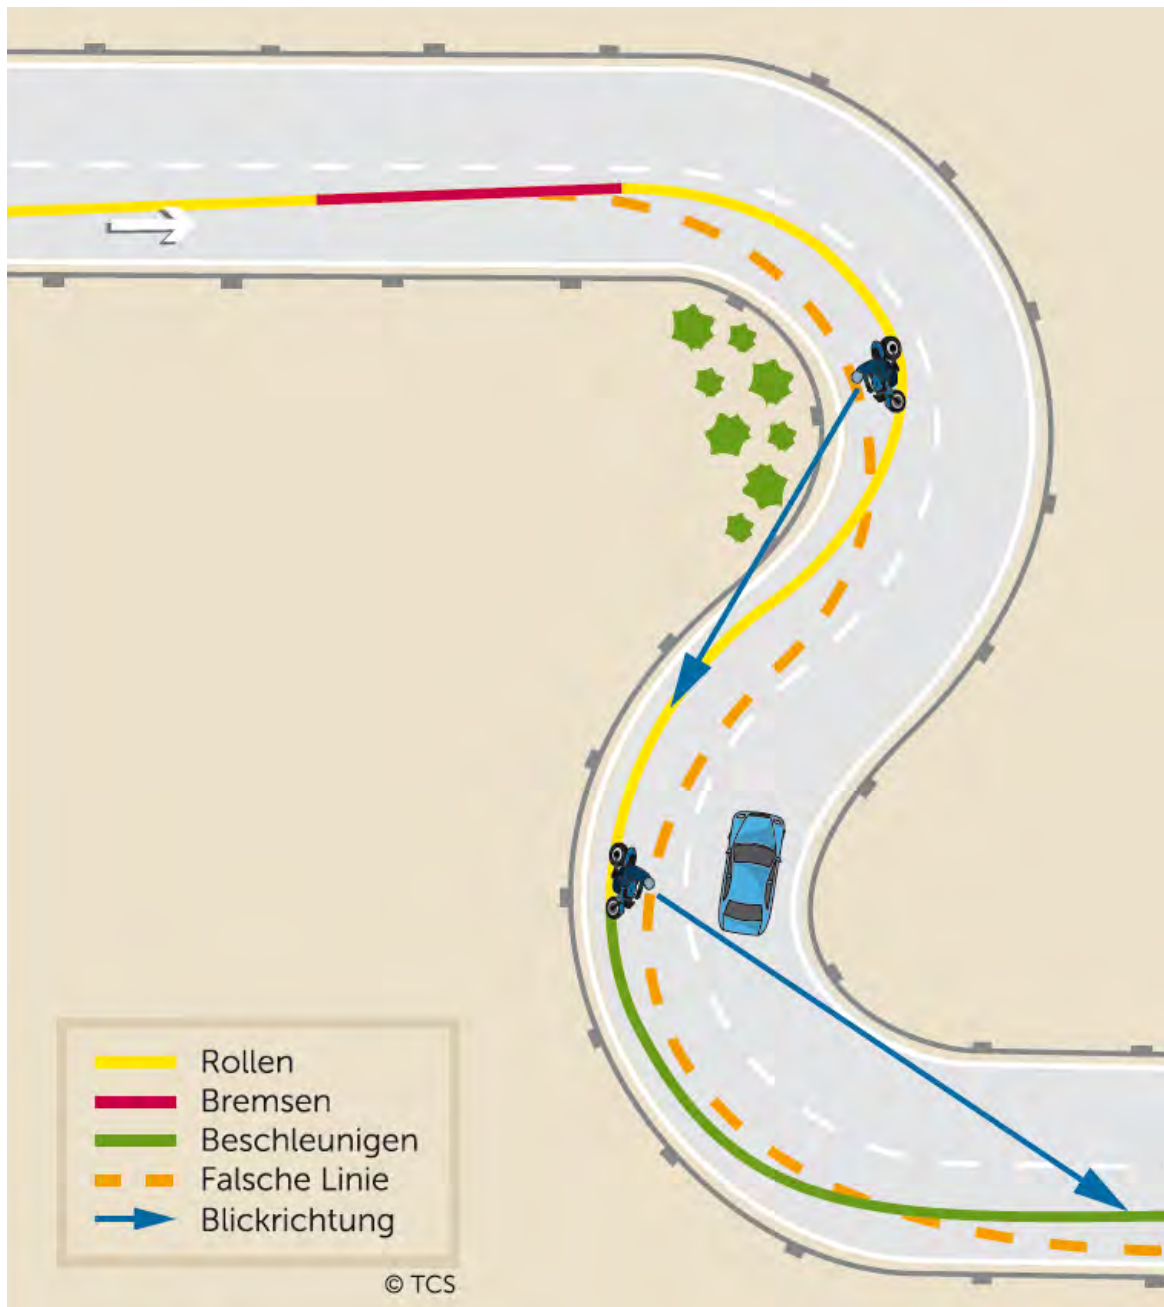 Rollen
Bremsen
Beschleunigen
Falsche Linie
Blickrichtung
© TCS